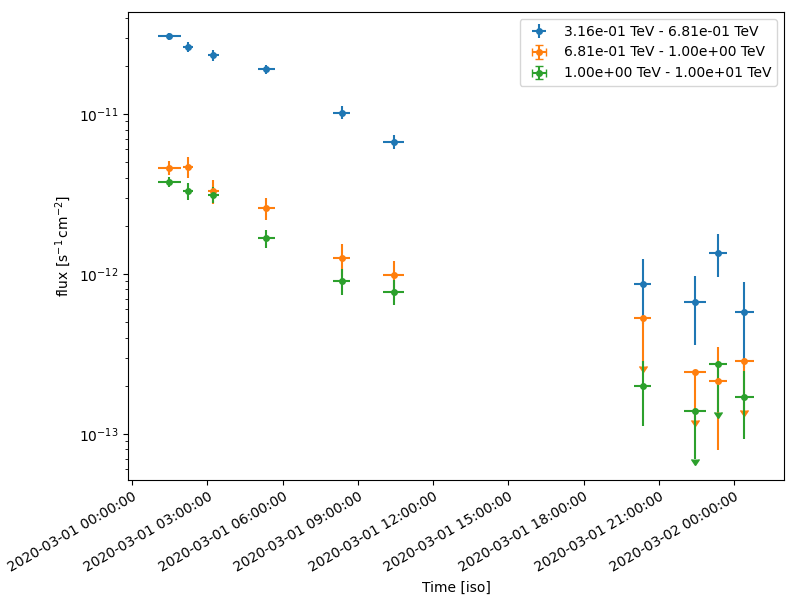 3.16e-01 TeV - 6.81e-01 TeV
6.81e-01 TeV - 1.00e+00 TeV
1.00e+00 TeV - 1.00e+01 TeV
flux [s⁻¹ cm⁻²]
10⁻¹¹
10⁻¹²
10⁻¹³
2020-03-01 00:00:00
2020-03-01 03:00:00
2020-03-01 06:00:00
2020-03-01 09:00:00
2020-03-01 12:00:00
2020-03-01 15:00:00
2020-03-01 18:00:00
2020-03-01 21:00:00
2020-03-02 00:00:00
Time [iso]